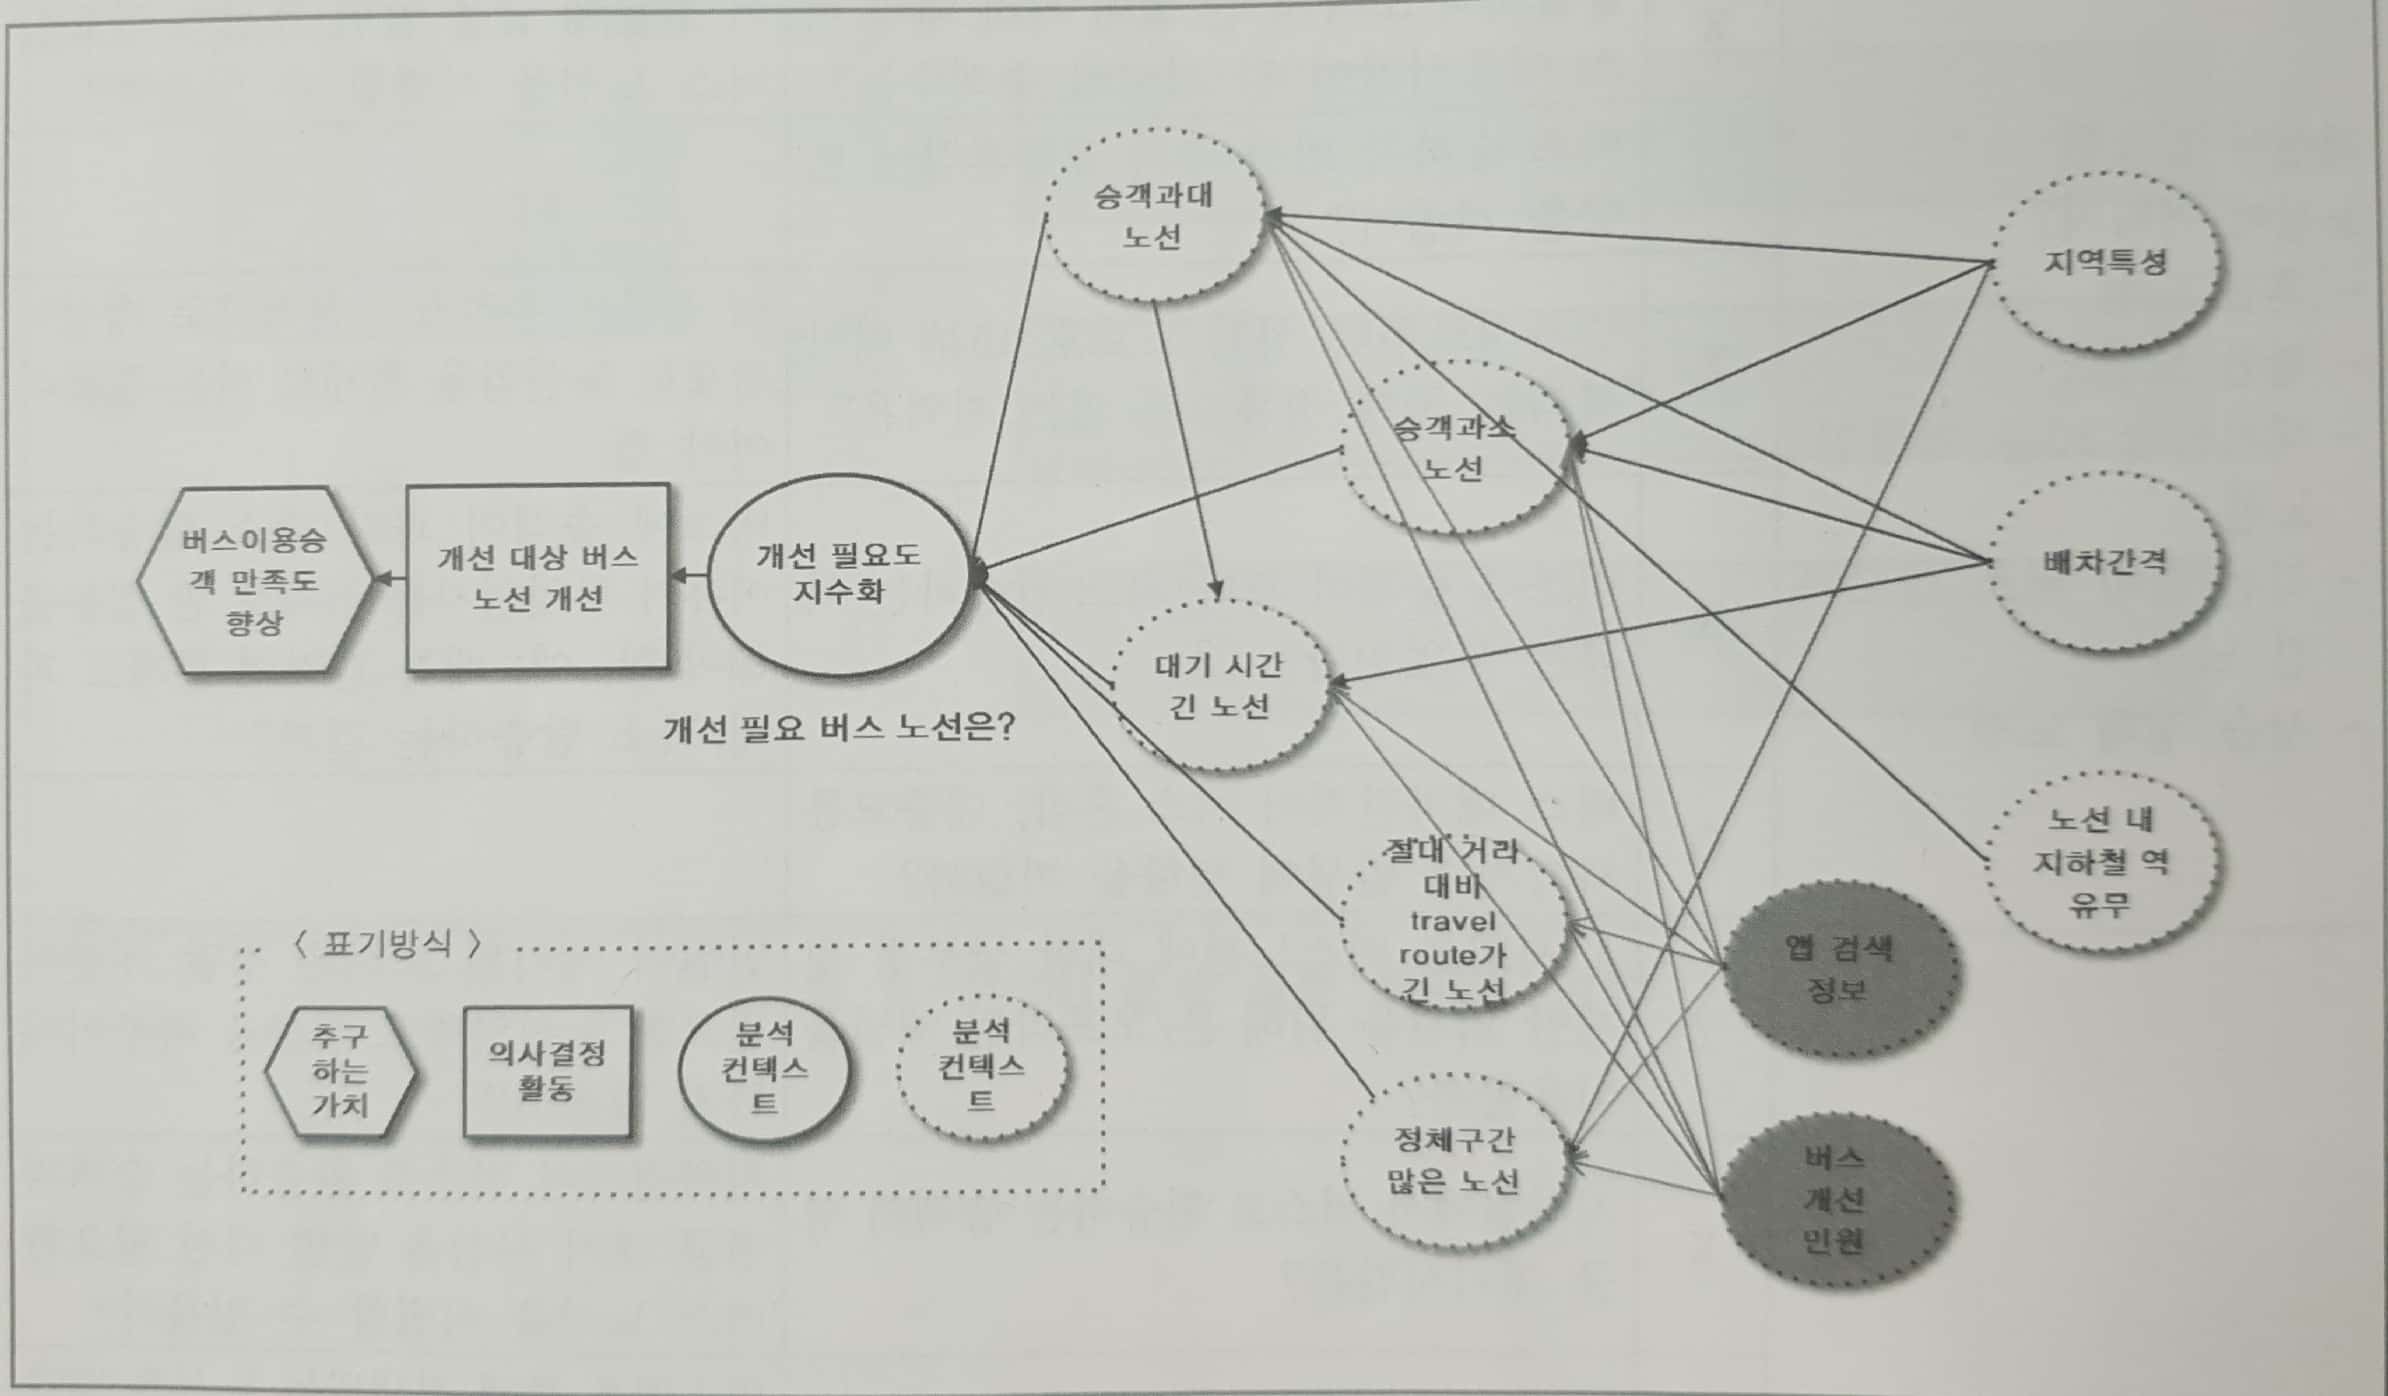 승객과대
노선
지역특성
승객과소
노선
버스이용승
객 만족도
향상
개선 대상 버스
노선 개선
개선 필요도
지수화
배차간격
대기 시간
긴 노선
개선 필요 버스 노선은?
절대 거라
대비
travel
route가
긴 노선
노선 내
지하철 역
유무
앱 검색
정보
〈 표기방식 〉
추구
하는
가치
의사결정
활동
분석
컨텍스
트
분석
컨텍스
트
정체구간
많은 노선
버스
개선
민원